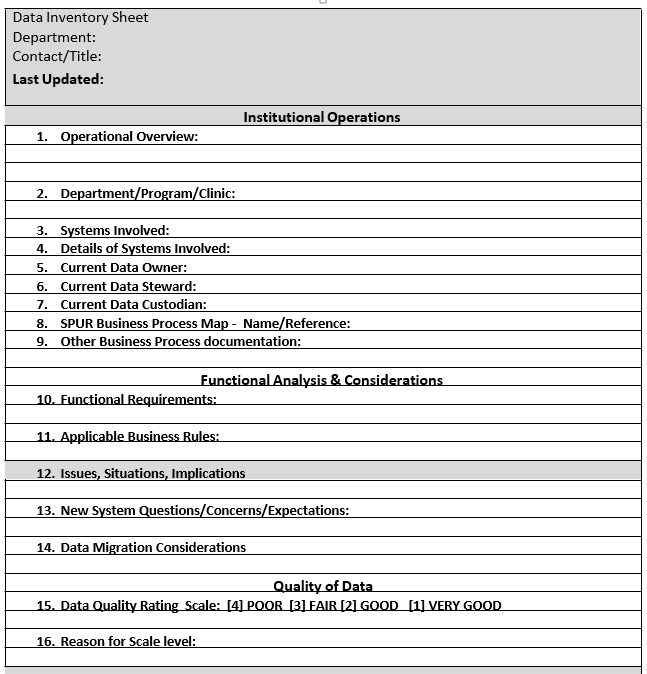 Data Inventory Sheet
Department:
Contact/Title:
Last Updated:
Institutional Operations
1. Operational Overview:
2. Department/Program/Clinic:
3. Systems Involved:
4. Details of Systems Involved:
5. Current Data Owner:
6. Current Data Steward:
7. Current Data Custodian:
8. SPUR Business Process Map - Name/Reference:
9. Other Business Process documentation:
Functional Analysis & Considerations
10. Functional Requirements:
11. Applicable Business Rules:
12. Issues, Situations, Implications
13. New System Questions/Concerns/Expectations:
14. Data Migration Considerations
Quality of Data
15. Data Quality Rating Scale: [4] POOR [3] FAIR [2] GOOD [1] VERY GOOD
16. Reason for Scale level: